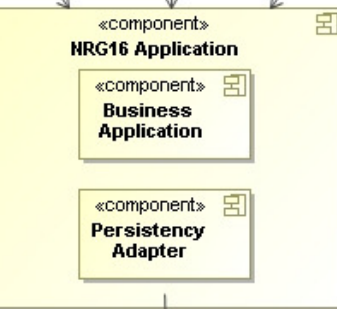 «component»
NRG16 Application
«component»
Business
Application
«component»
Persistency
Adapter